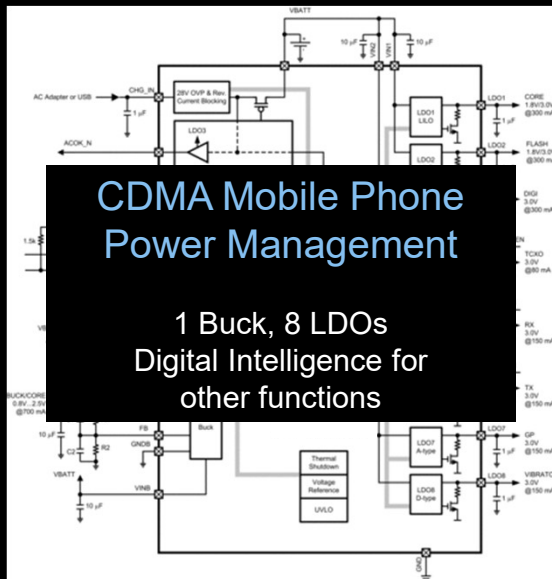 VBATT
10 µF
VIN2
VIN1
10 µF
CHG_IN
28V OVP & Rev.
Current Blocking
AC Adapter or USB
1 µF
LDO1
LILO
LDO1
CORE
1.8V/3.0V
@300 mA
1 µF
ACOK_N
LDO3
LDO2
LDO2
FLASH
1.8V/3.0V
@300 mA
CDMA Mobile Phone
Power Management
1 Buck, 8 LDOs
Digital Intelligence for
other functions
DIGI
3.0V
@300 mA
EN
TCXO
3.0V
@80 mA
1.5k
RX
3.0V
@150 mA
TX
3.0V
@150 mA
BUCK/CORE
0.8V...2.5V
@700 mA
10 µF
C2
R2
FB
GNDB
Buck
VBATT
VINB
10 µF
Thermal
Shutdown
Voltage
Reference
UVLO
LDO7
A-type
LDO7
GP
3.0V
@150 mA
1 µF
LDO8
D-type
LDO8
VIBRATO
3.0V
@150 mA
1 µF
GND